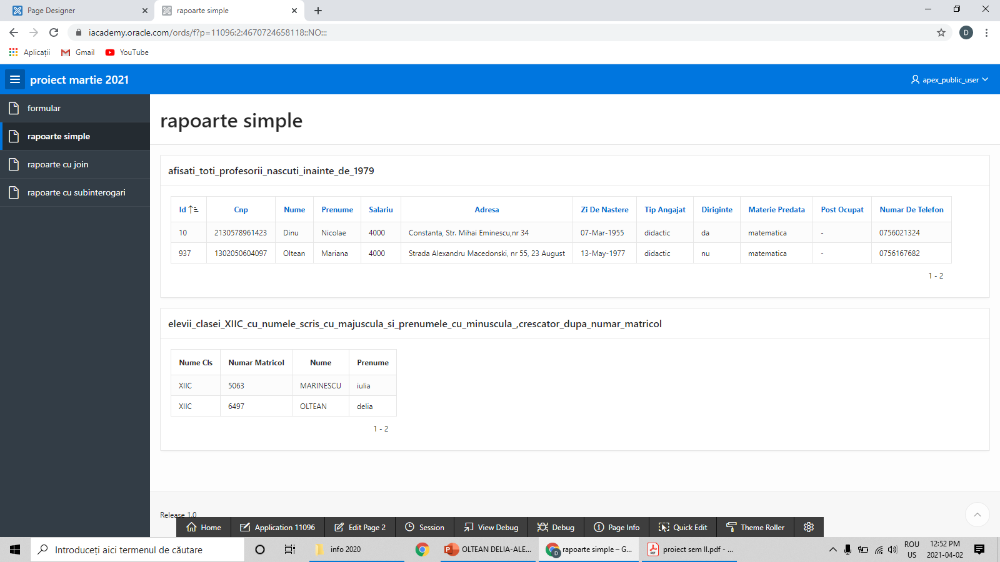 Page Designer
rapoarte simple
iacademy.oracle.com/ords/f?p=11096:2:4670724658118::NO:::
D
Aplicații Gmail YouTube
proiect martie 2021
apex_public_user
formular
rapoarte simple
rapoarte cu join
rapoarte cu subinterogari
rapoarte simple
afisati_toti_profesorii_nascuti_inainte_de_1979
Id Cnp Nume Prenume Salariu Adresa Zi De Nastere Tip Angajat Diriginte Materie Predata Post Ocupat Numar De Telefon
10 2130578961423 Dinu Nicolae 4000 Constanta, Str. Mihai Eminescu,nr 34 07-Mar-1955 didactic da matematica - 0756021324
937 1302050604097 Oltean Mariana 4000 Strada Alexandru Macedonski, nr 55, 23 August 13-May-1977 didactic nu matematica - 0756167682
1 - 2
elevii_clasei_XIIC_cu_numele_scris_cu_majuscula_si_prenumele_cu_minuscula_,crescator_dupa_numar_matricol
Nume Cls Numar Matricol Nume Prenume
XIIC 5063 MARINESCU iulia
XIIC 6497 OLTEAN delia
1 - 2
Release 1.0
Home Application 11096 Edit Page 2 Session View Debug Debug Page Info Quick Edit Theme Roller
Introduceți aici termenul de căutare
info 2020
OLTEAN DELIA-ALE...
D
rapoarte simple – G...
proiect sem II.pdf - ...
ROU
US
12:52 PM
2021-04-02